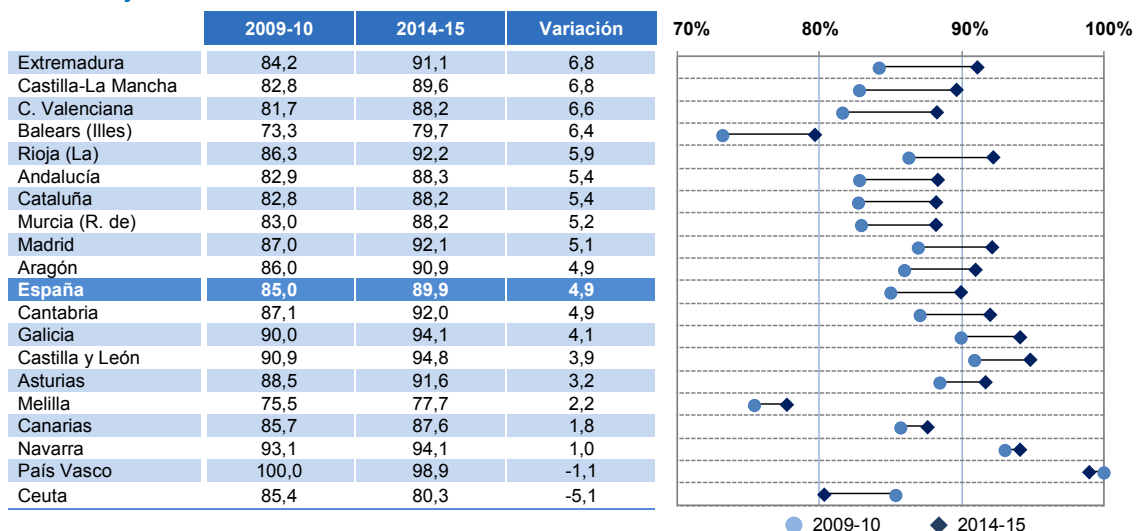 2009-10 2014-15 Variación 70% 80% 90% 100%
Extremadura 84,2 91,1 6,8
Castilla-La Mancha 82,8 89,6 6,8
C. Valenciana 81,7 88,2 6,6
Balears (Illes) 73,3 79,7 6,4
Rioja (La) 86,3 92,2 5,9
Andalucía 82,9 88,3 5,4
Cataluña 82,8 88,2 5,4
Murcia (R. de) 83,0 88,2 5,2
Madrid 87,0 92,1 5,1
Aragón 86,0 90,9 4,9
España 85,0 89,9 4,9
Cantabria 87,1 92,0 4,9
Galicia 90,0 94,1 4,1
Castilla y León 90,9 94,8 3,9
Asturias 88,5 91,6 3,2
Melilla 75,5 77,7 2,2
Canarias 85,7 87,6 1,8
Navarra 93,1 94,1 1,0
País Vasco 100,0 98,9 -1,1
Ceuta 85,4 80,3 -5,1
2009-10 2014-15